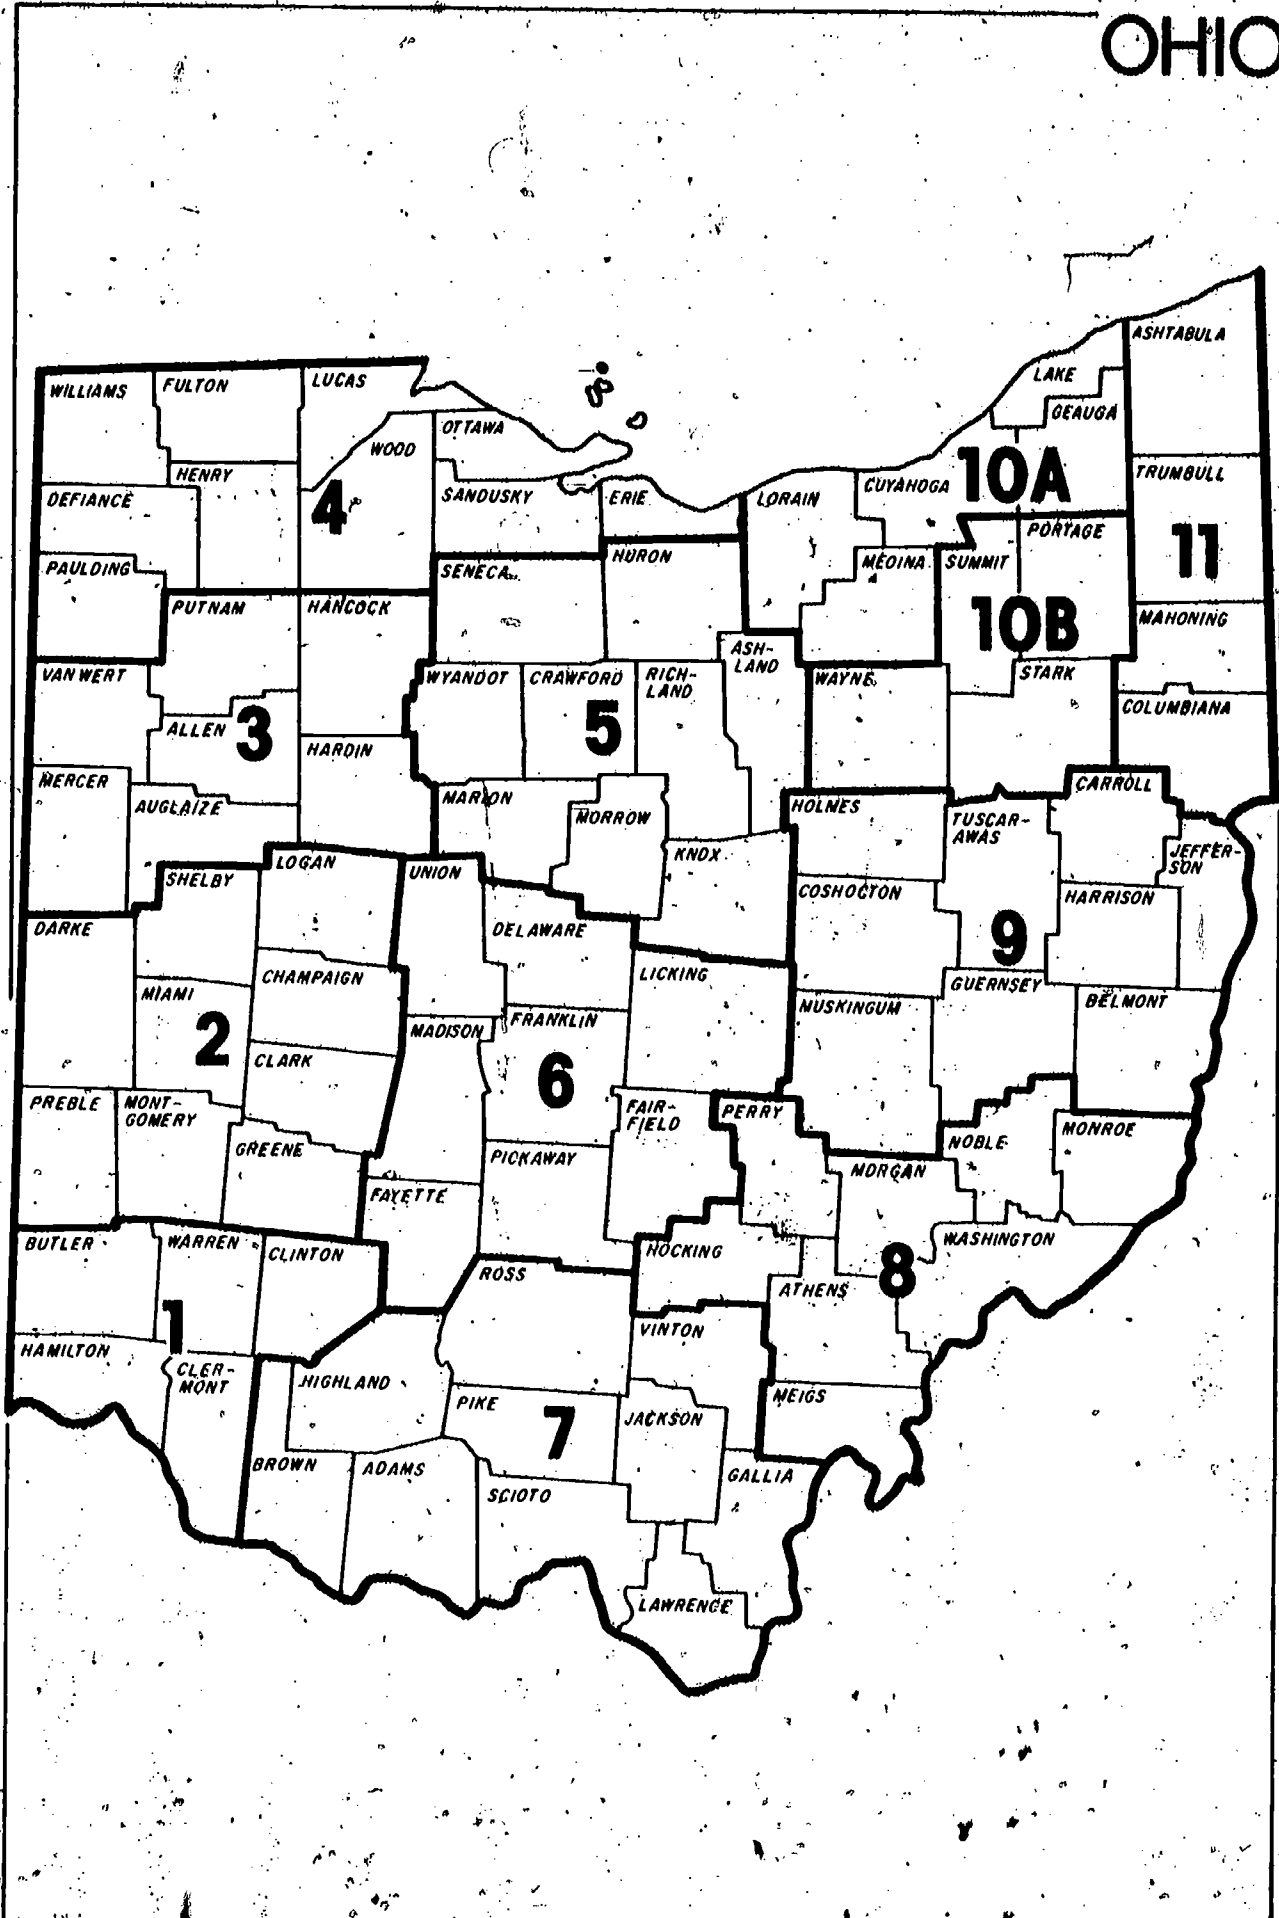 OHIO
ASHTABULA
LAKE
GEAUGA
WILLIAMS
FULTON
LUCAS
OTTAWA
WOOD
HENRY
DEFIANCE
4
SANDUSKY
ERIE
LORAIN
CUYAHOGA
10A
TRUMBULL
PAULDING
SENECA
HURON
MEDINA
SUMMIT
PORTAGE
11
PUTNAM
HANCOCK
10B
MAHONING
VAN WERT
WYANDOT
CRAWFORD
RICH-
LAND
ASH-
LAND
WAYNE
STARK
COLUMBIANA
ALLEN
3
HARDIN
5
MERCER
AUGLAIZE
MARION
MORROW
HOLMES
TUSCAR-
AWAS
CARROLL
JEFFER-
SON
SHELBY
LOGAN
UNION
KNOX
COSHOCTON
HARRISON
DARKE
DELAWARE
9
MIAMI
CHAMPAIGN
LICKING
MUSKINGUM
GUERNSEY
BELMONT
2
CLARK
MADISON
FRANKLIN
6
PREBLE
MONT-
GOMERY
GREENE
FAIR-
FIELD
PERRY
NOBLE
MONROE
PICKAWAY
FAYETTE
MORGAN
BUTLER
WARREN
CLINTON
ROSS
HOCKING
ATHENS
8
WASHINGTON
1
HAMILTON
CLER-
MONT
HIGHLAND
VINTON
PIKE
7
JACKSON
MEIGS
BROWN
ADAMS
SCIOTO
GALLIA
LAWRENCE